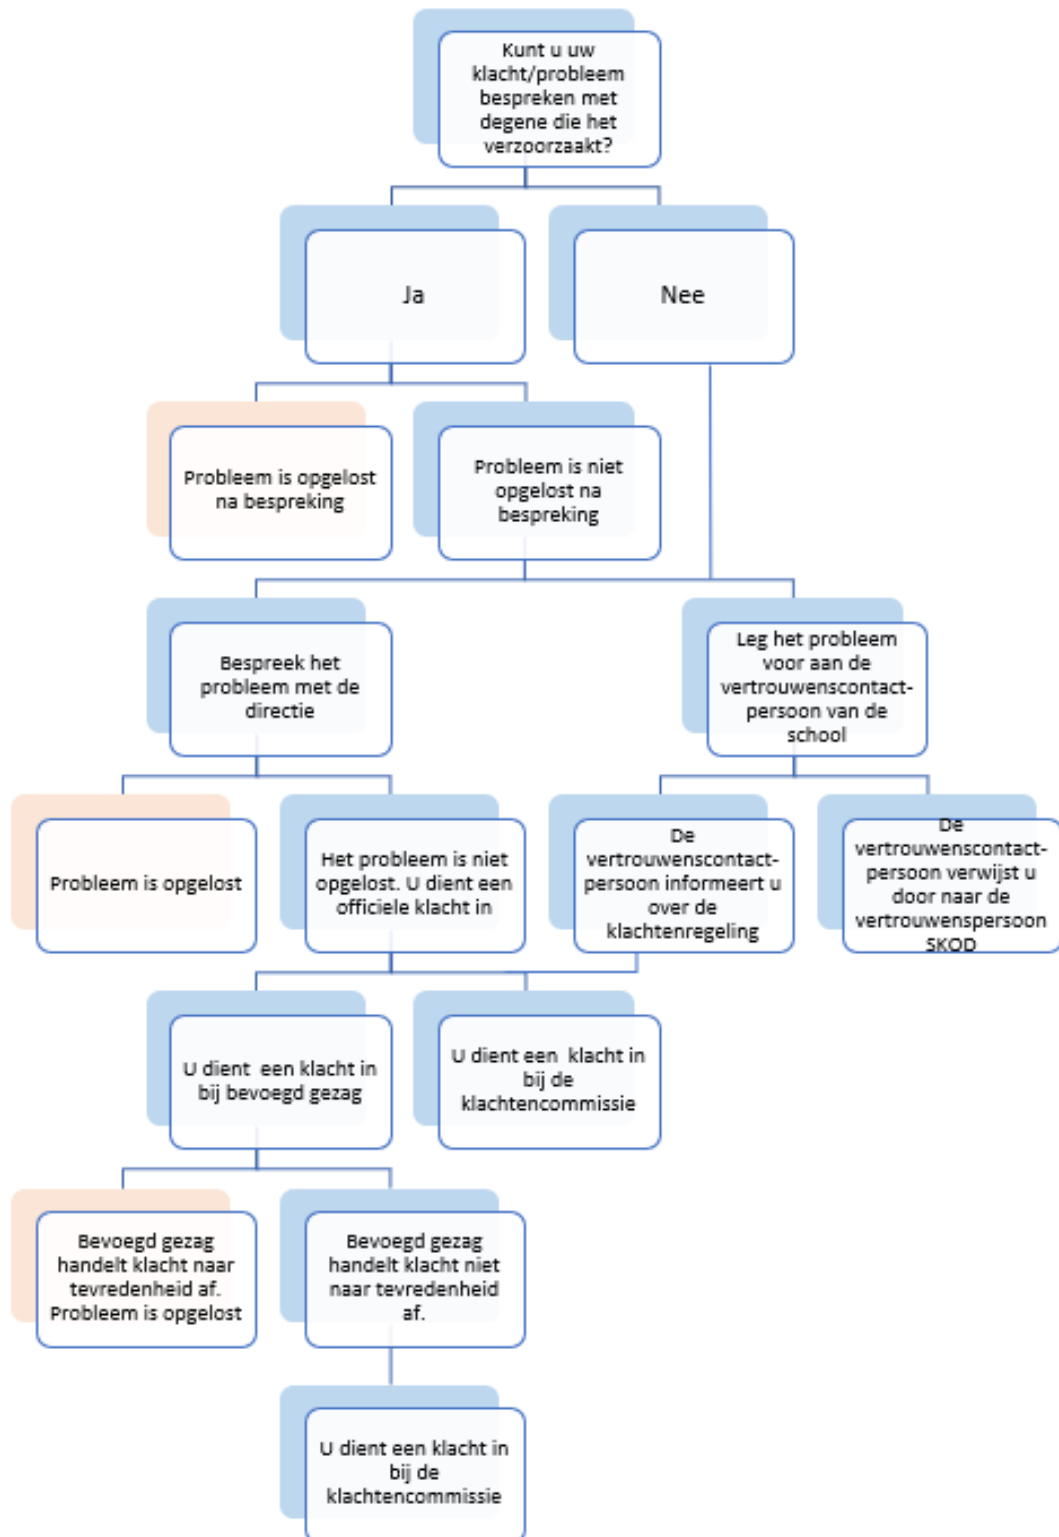 Kunt u uw
klacht/probleem
bespreken met
degene die het
verzoorzaakt?
Ja
Nee
Probleem is opgelost
na bespreking
Probleem is niet
opgelost na
bespreking
Bespreek het
probleem met de
directie
Leg het probleem
voor aan de
vertrouwenscontact-
persoon van de
school
Probleem is opgelost
Het probleem is niet
opgelost. U dient een
officiele klacht in
De
vertrouwenscontact-
persoon informeert u
over de
klachtenregeling
De
vertrouwenscontact-
persoon verwijst u
door naar de
vertrouwenspersoon
SKOD
U dient  een klacht in
bij bevoegd gezag
U dient een  klacht in
bij de
klachtencommissie
Bevoegd gezag
handelt klacht naar
tevredenheid af.
Probleem is opgelost
Bevoegd gezag
handelt klacht niet
naar tevredenheid
af.
U dient een klacht in
bij de
klachtencommissie